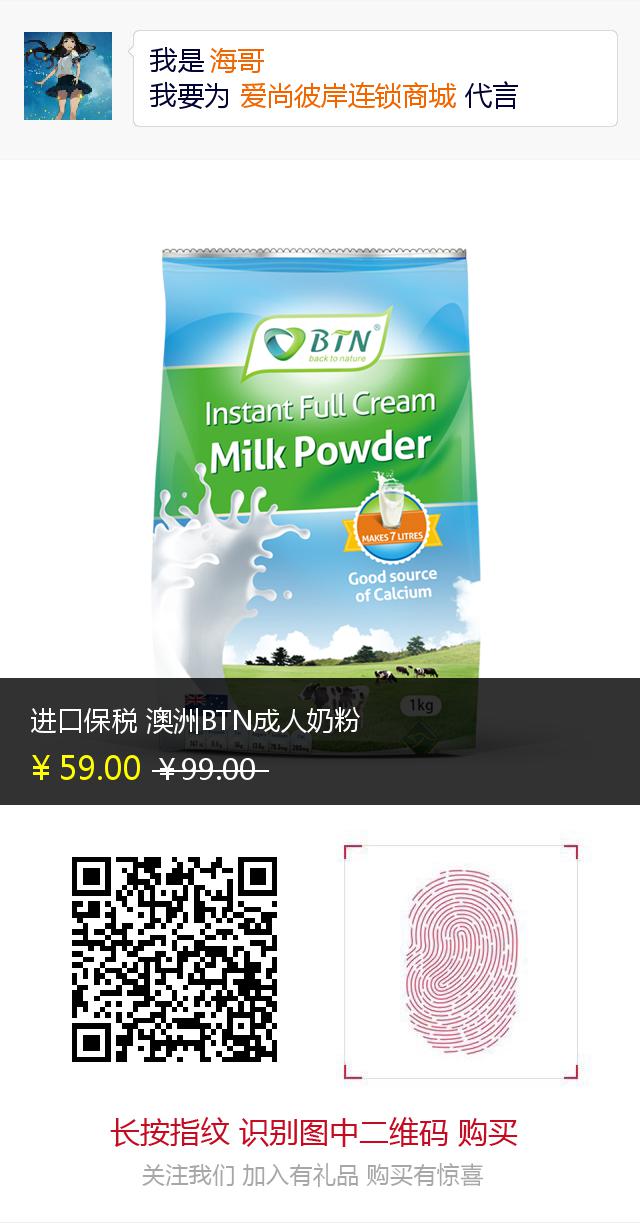 我是 海哥
我要为 爱尚彼岸连锁商城 代言
BTN®
back to nature
Instant Full Cream
Milk Powder
MAKES 7 LITRES
Good source
of Calcium
1kg
进口保税 澳洲BTN成人奶粉
¥ 59.00 ¥ 99.00
长按指纹 识别图中二维码 购买
关注我们 加入有礼品 购买有惊喜